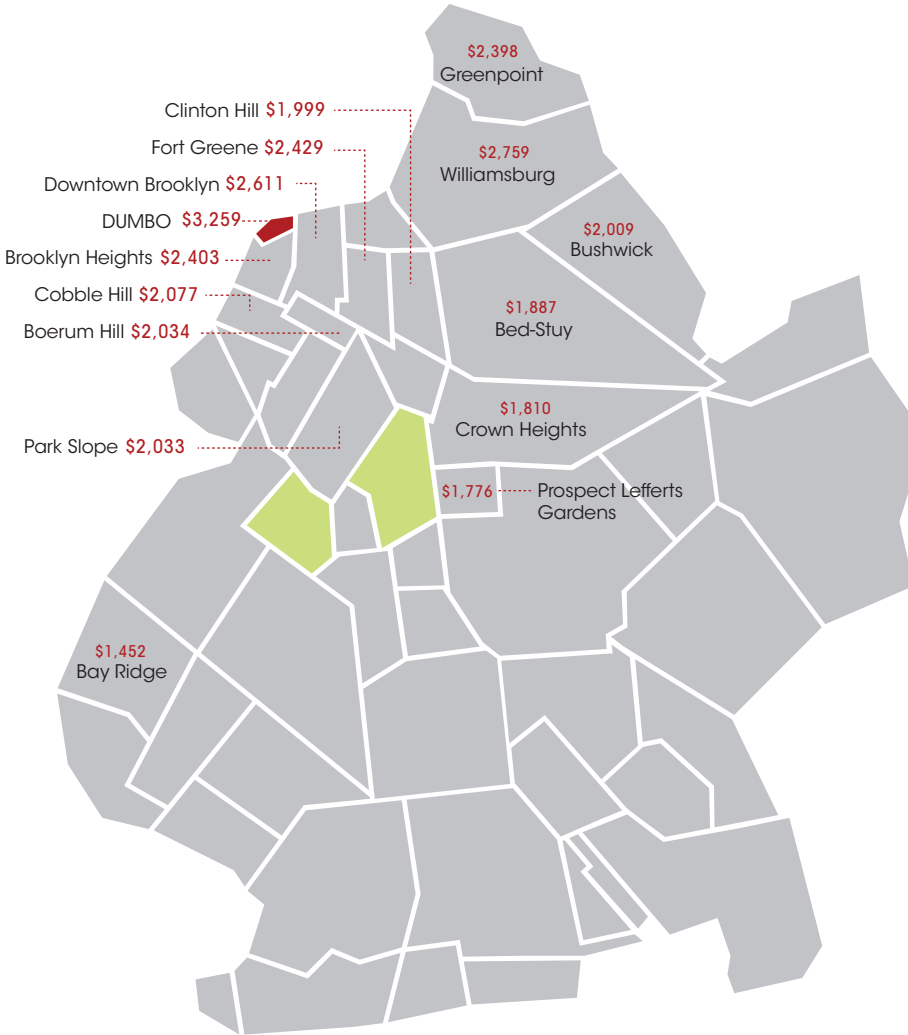 $2,398
Greenpoint
Clinton Hill $1,999
Fort Greene $2,429
$2,759
Williamsburg
Downtown Brooklyn $2,611
DUMBO $3,259
$2,009
Bushwick
Brooklyn Heights $2,403
Cobble Hill $2,077
$1,887
Bed-Stuy
Boerum Hill $2,034
$1,810
Crown Heights
Park Slope $2,033
$1,776 Prospect Lefferts
Gardens
$1,452
Bay Ridge